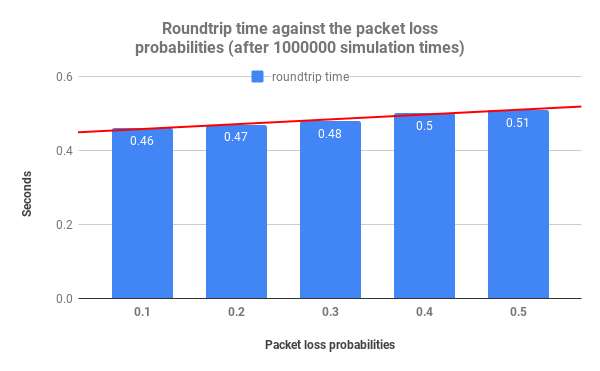 Roundtrip time against the packet loss
probabilities (after 1000000 simulation times)
roundtrip time
0.6
0.4
0.2
0.0
Seconds
0.46
0.47
0.48
0.5
0.51
0.1
0.2
0.3
0.4
0.5
Packet loss probabilities